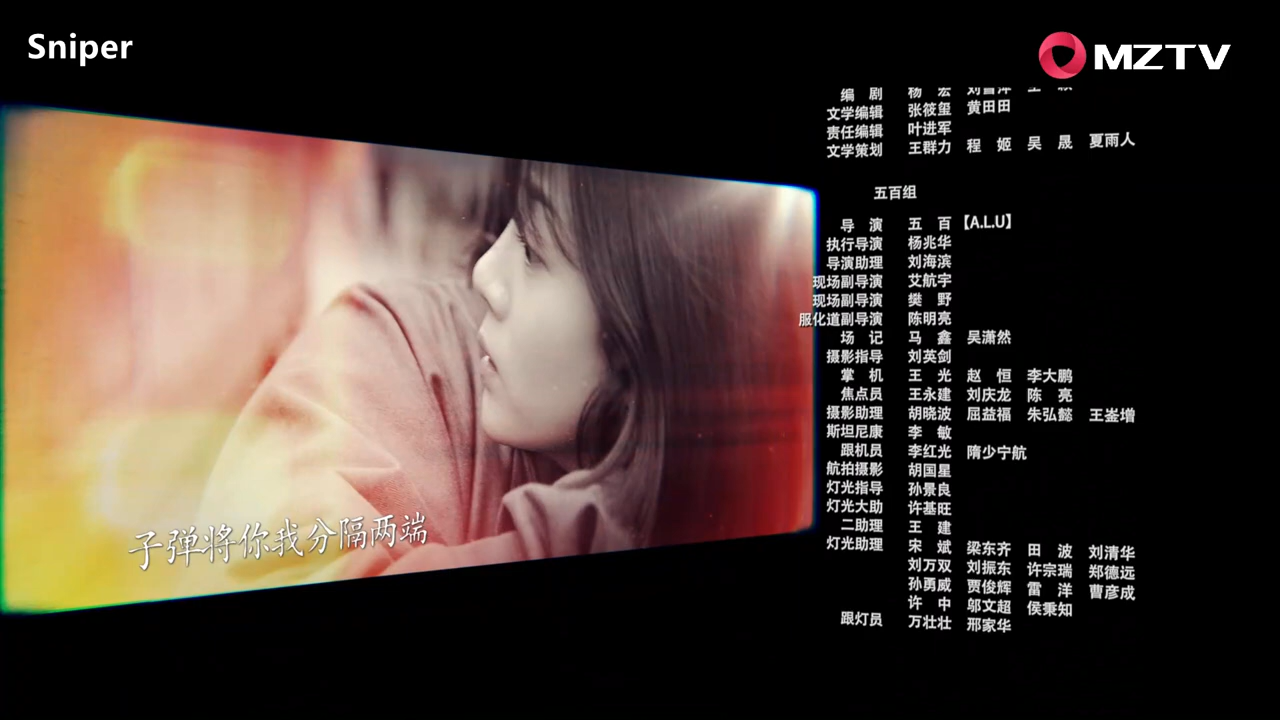 Sniper
MZTV
编 剧 杨 宏
文学编辑 张筱玺 黄田田
责任编辑 叶进军
文学策划 王群力 程 姬 吴 晟 夏雨人
五百组
导 演 五 百 【A.L.U】
执行导演 杨兆华
导演助理 刘海滨
现场副导演 艾航宇
现场副导演 樊 野
服化道副导演 陈明亮
场 记 马 鑫 吴潇然
摄影指导 刘英剑
掌 机 王 光 赵 恒 李大鹏
焦点员 王永建 刘庆龙 陈 亮
摄影助理 胡晓波 屈益福 朱弘懿 王崟增
斯坦尼康 李 敏
跟机员 李红光 隋少宁航
航拍摄影 胡国星
灯光指导 孙景良
灯光大助 许基旺
二助理 王 建
灯光助理 宋 斌 梁东齐 田 波 刘清华
刘万双 刘振东 许宗瑞 郑德远
孙勇威 贾俊辉 雷 洋 曹彦成
许 中 邬文超 侯秉知
跟灯员 万壮壮 邢家华
子弹将你我分隔两端